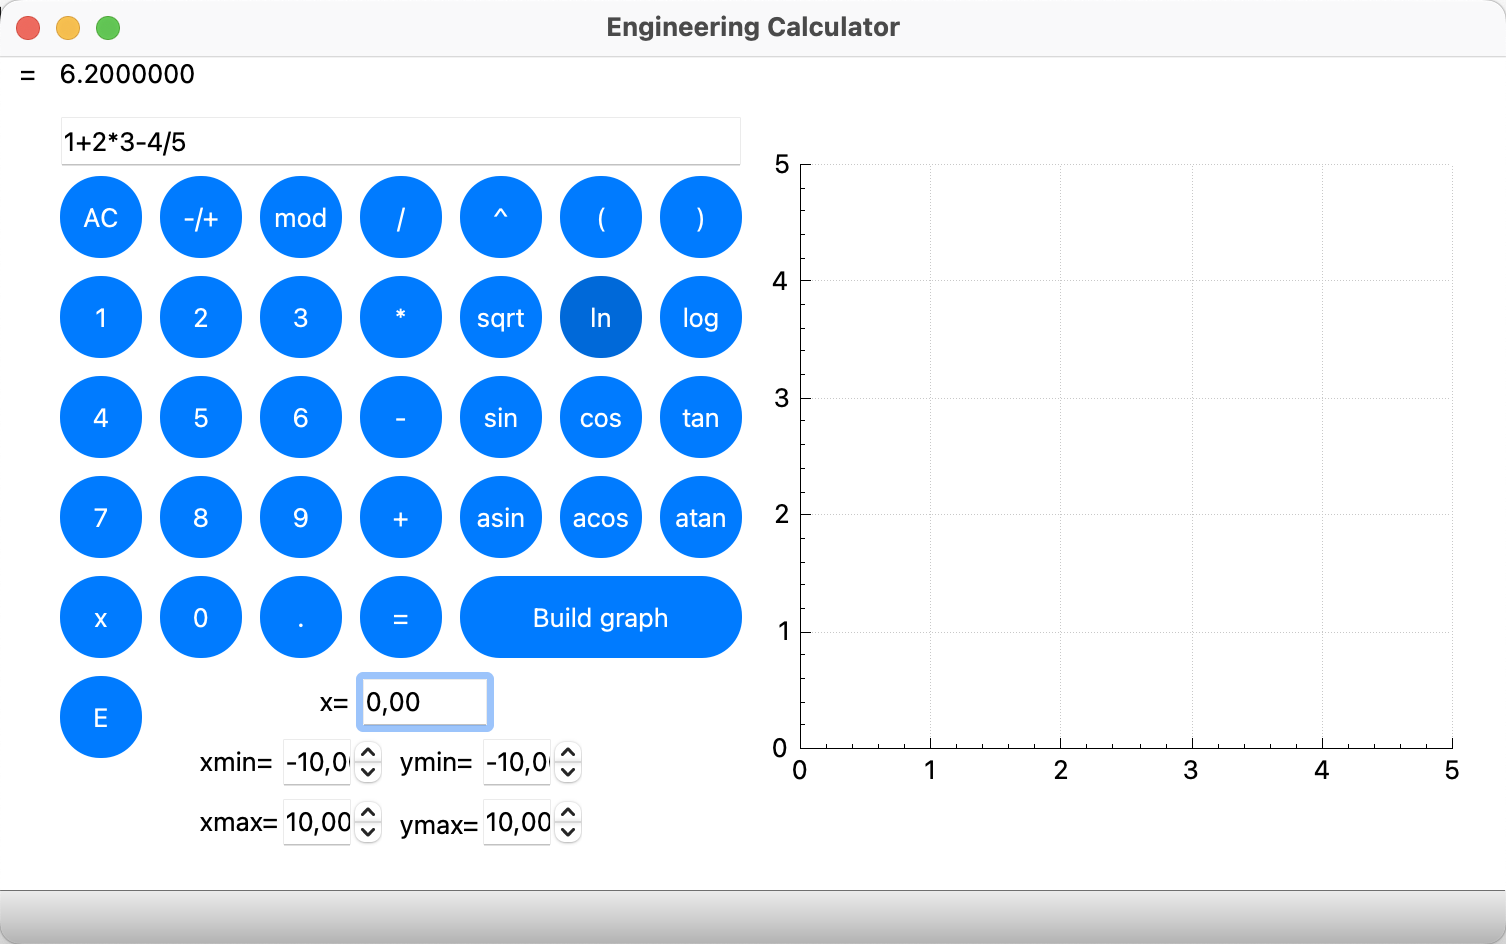 Engineering Calculator
= 6.2000000
1+2*3-4/5
AC -/+ mod / ^ ( )
1 2 3 * sqrt ln log
4 5 6 - sin cos tan
7 8 9 + asin acos atan
x 0 . = Build graph
E x= 0,00
xmin= -10,0 ymin= -10,0
xmax= 10,00 ymax= 10,00
5
4
3
2
1
0
0 1 2 3 4 5